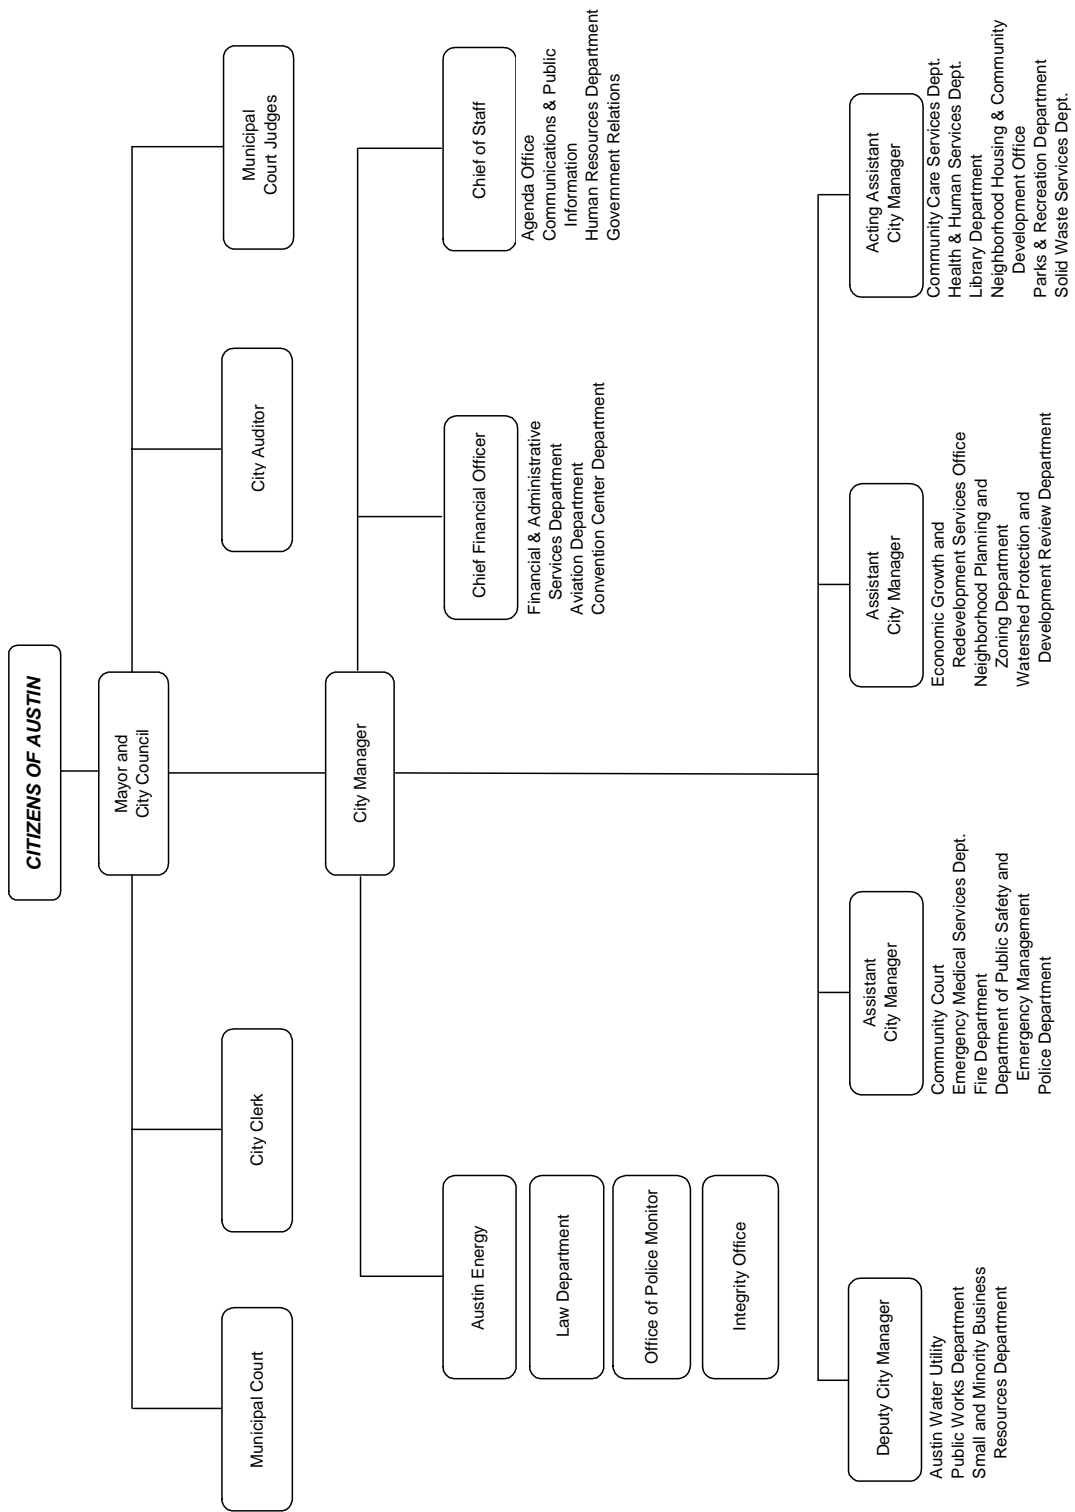 CITIZENS OF AUSTIN
Mayor and
City Council
Municipal Court
City Clerk
City Auditor
Municipal
Court Judges
City Manager
Austin Energy
Law Department
Office of Police Monitor
Integrity Office
Chief Financial Officer
Financial & Administrative
Services Department
Aviation Department
Convention Center Department
Chief of Staff
Agenda Office
Communications & Public
Information
Human Resources Department
Government Relations
Deputy City Manager
Austin Water Utility
Public Works Department
Small and Minority Business
Resources Department
Assistant
City Manager
Community Court
Emergency Medical Services Dept.
Fire Department
Department of Public Safety and
Emergency Management
Police Department
Assistant
City Manager
Economic Growth and
Redevelopment Services Office
Neighborhood Planning and
Zoning Department
Watershed Protection and
Development Review Department
Acting Assistant
City Manager
Community Care Services Dept.
Health & Human Services Dept.
Library Department
Neighborhood Housing & Community
Development Office
Parks & Recreation Department
Solid Waste Services Dept.